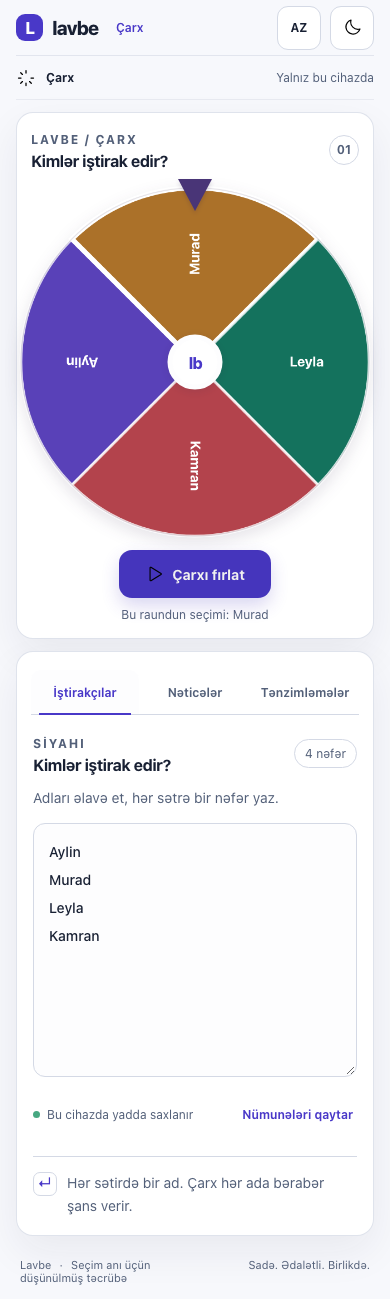 L lavbe Çarx AZ
Çarx Yalnız bu cihazda
LAVBE / ÇARX
Kimlər iştirak edir? 01
Murad
Aylin lb Leyla
Kamran
Çarxı fırlat
Bu raundun seçimi: Murad
İştirakçılar Nəticələr Tənzimləmələr
SİYAHI
Kimlər iştirak edir? 4 nəfər
Adları əlavə et, hər sətrə bir nəfər yaz.
Aylin
Murad
Leyla
Kamran
Bu cihazda yadda saxlanır Nümunələri qaytar
Hər sətirdə bir ad. Çarx hər ada bərabər
şans verir.
Lavbe · Seçim anı üçün Sadə. Ədalətli. Birlikdə.
düşünülmüş təcrübə